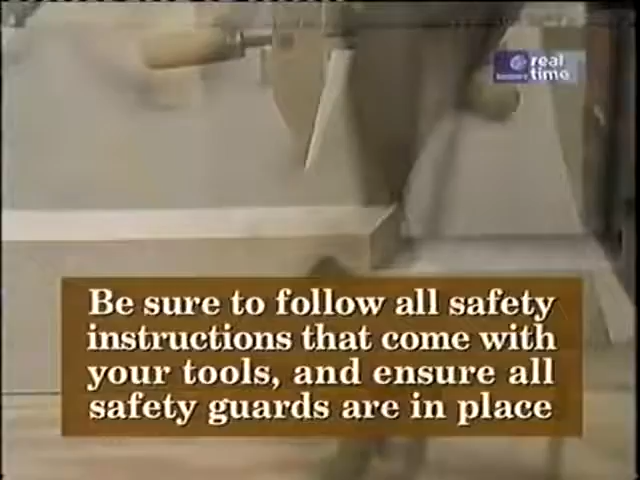 real
time
Be sure to follow all safety
instructions that come with
your tools, and ensure all
safety guards are in place